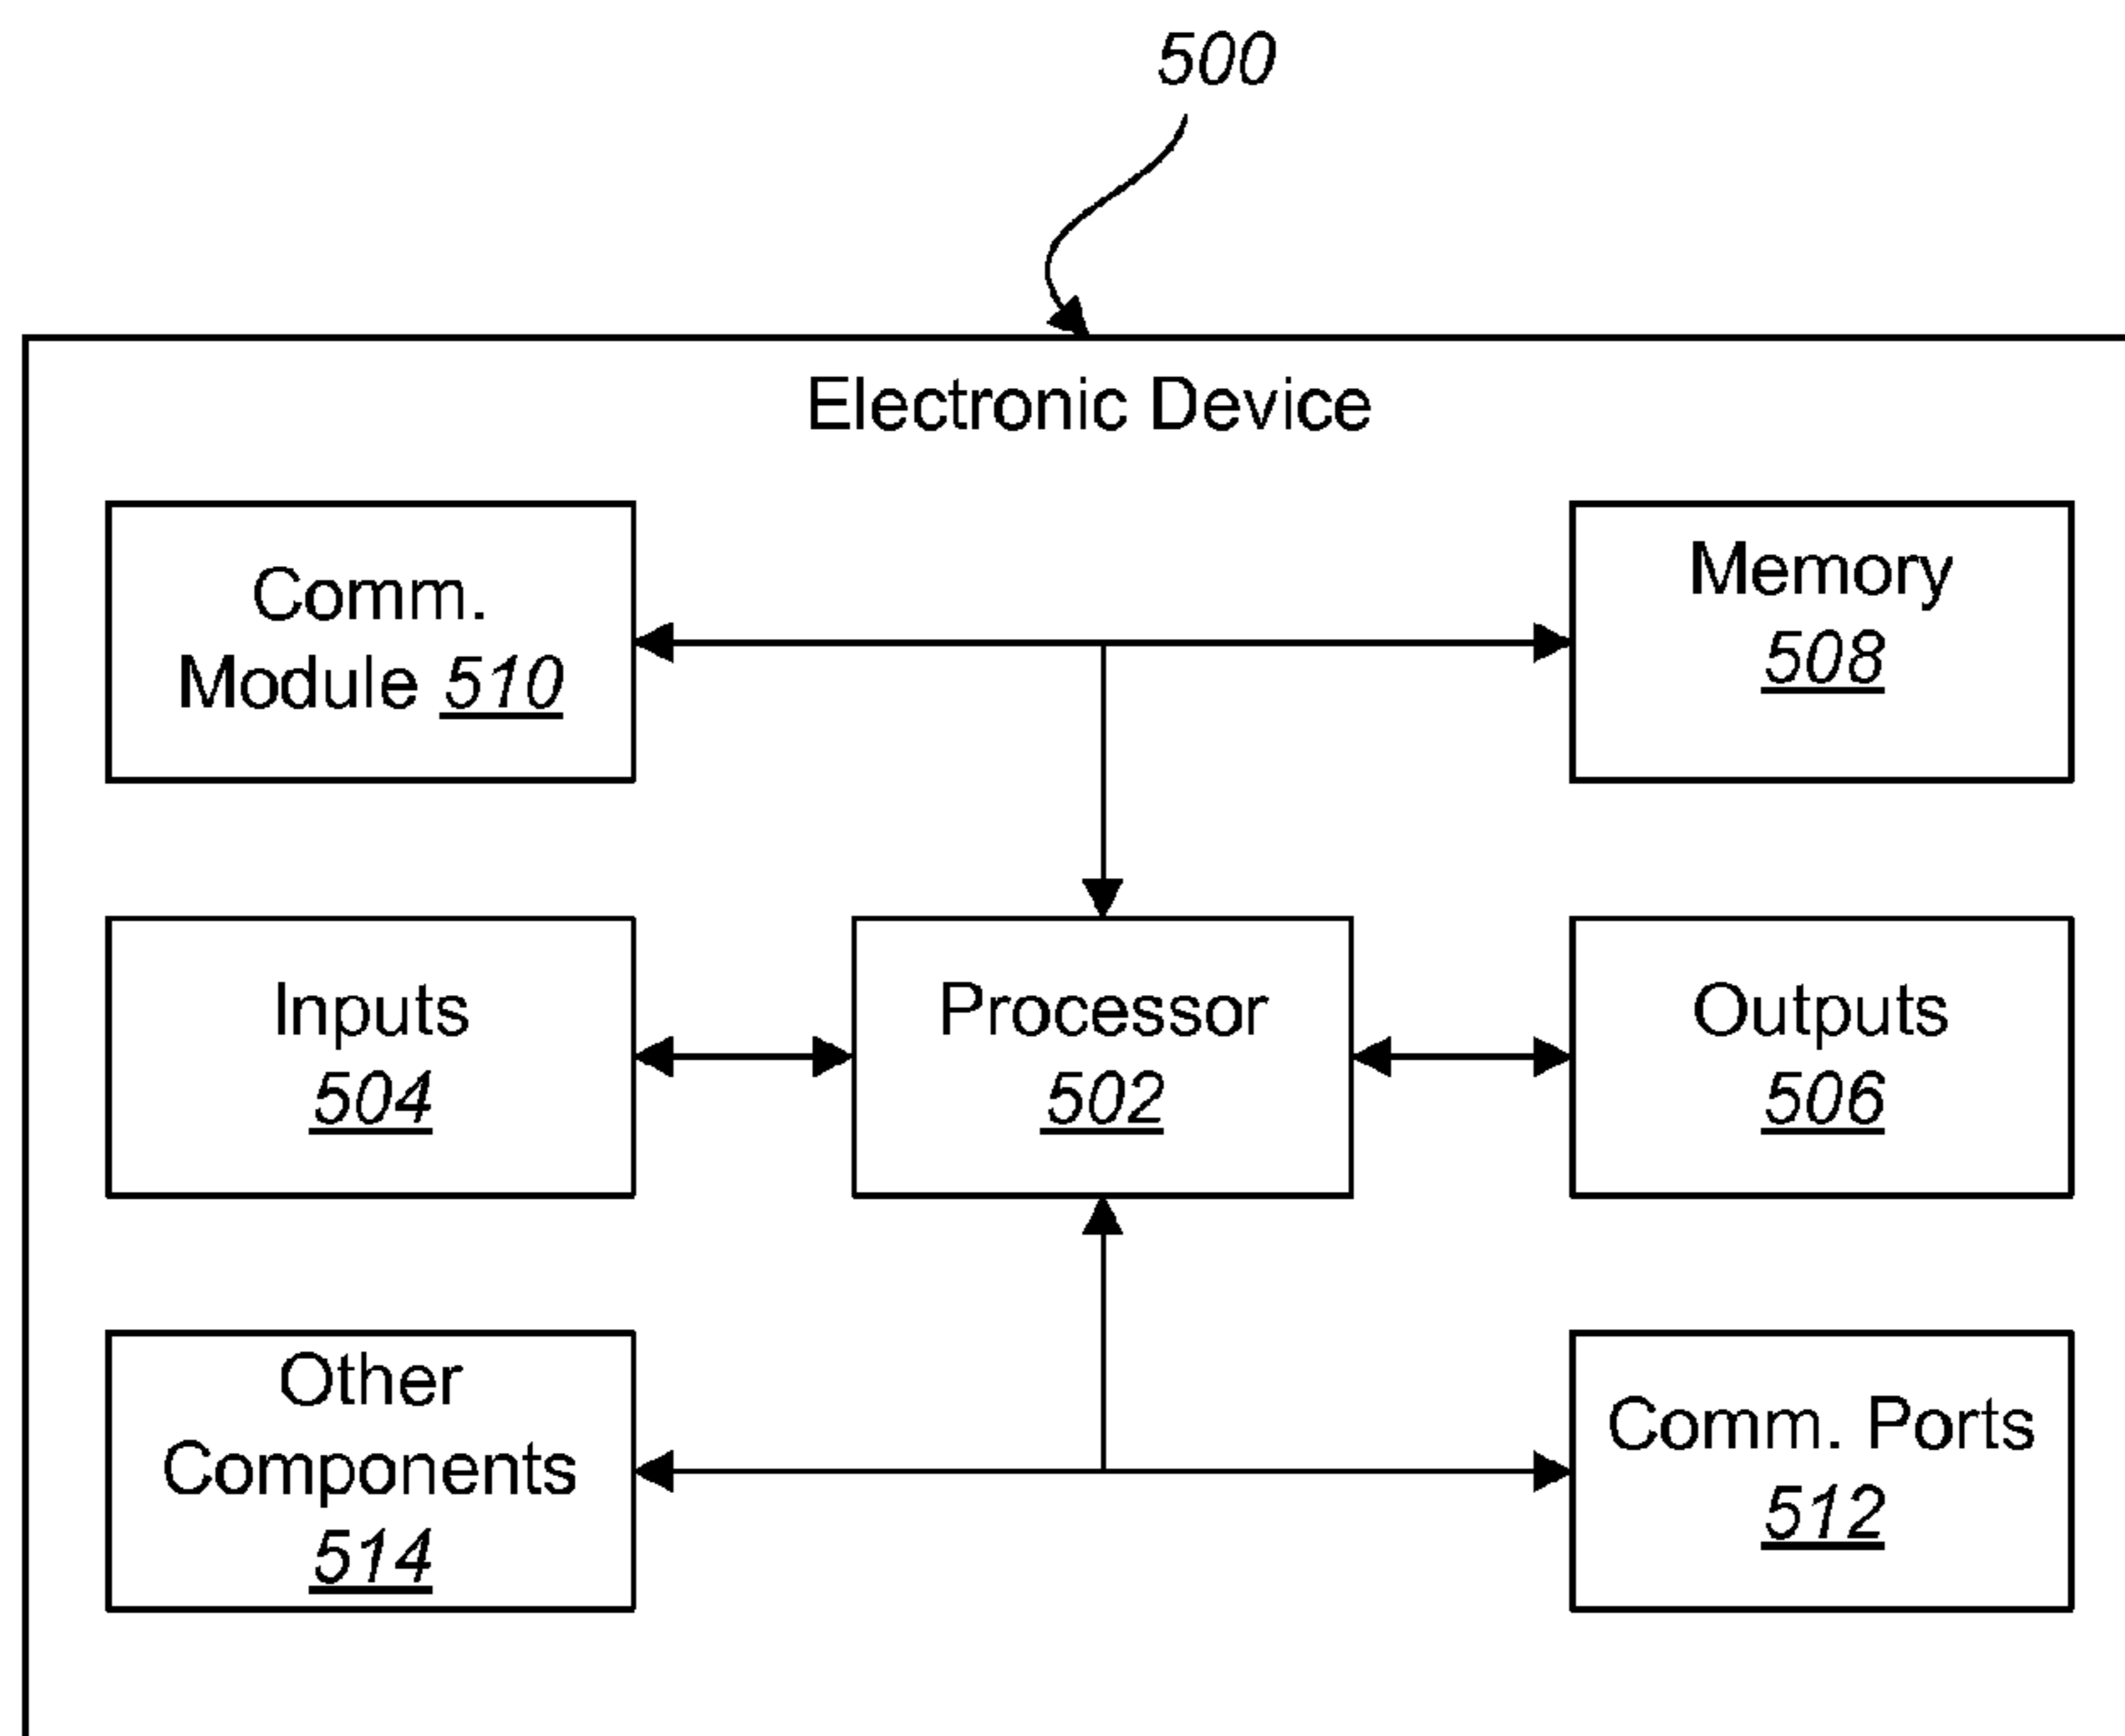 500
Electronic Device
Comm.
Module 510
Memory
508
Inputs
504
Processor
502
Outputs
506
Other
Components
514
Comm. Ports
512